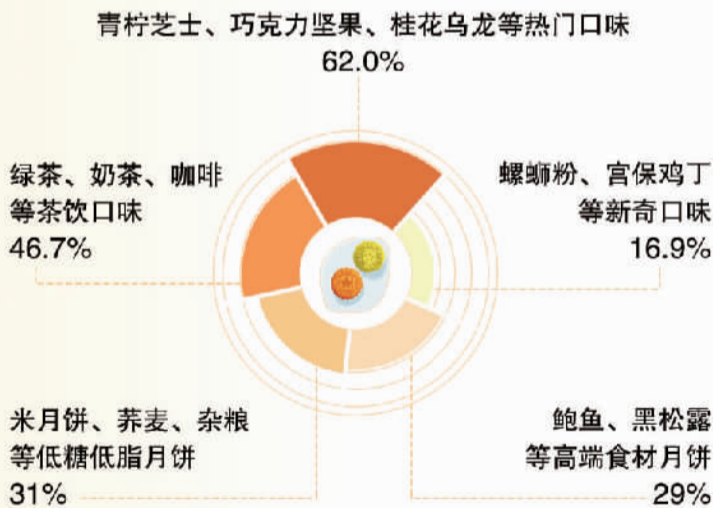 青柠芝士、巧克力坚果、桂花乌龙等热门口味
62.0%
绿茶、奶茶、咖啡
等茶饮口味
46.7%
螺蛳粉、宫保鸡丁
等新奇口味
16.9%
米月饼、荞麦、杂粮
等低糖低脂月饼
31%
鲍鱼、黑松露
等高端食材月饼
29%